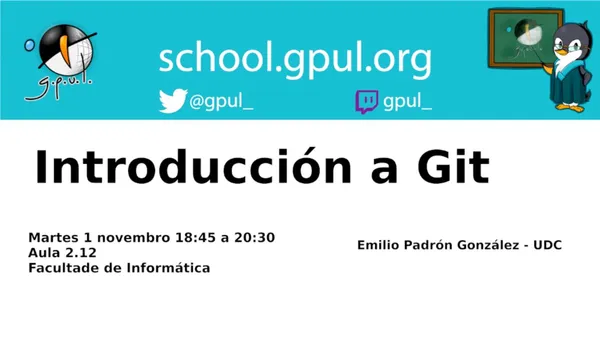 g.p.u.l.
school.gpul.org
@gpul_
gpul_
Introducción a Git
Martes 1 novembro 18:45 a 20:30
Aula 2.12
Facultade de Informática
Emilio Padrón González - UDC